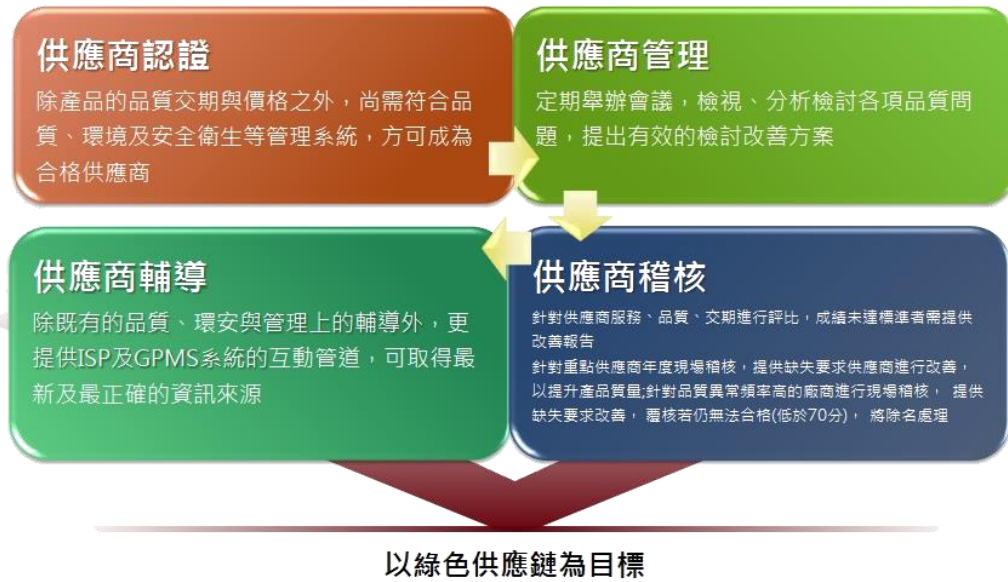 供應商認證
除產品的品質交期與價格之外，尚需符合品
質、環境及安全衛生等管理系統，方可成為
合格供應商
供應商管理
定期舉辦會議，檢視、分析檢討各項品質問
題，提出有效的檢討改善方案
供應商輔導
除既有的品質、環安與管理上的輔導外，更
提供ISP及GPMS系統的互動管道，可取得最
新及最正確的資訊來源
供應商稽核
針對供應商服務、品質、交期進行評比，成績未達標準者需提供
改善報告
針對重點供應商年度現場稽核，提供缺失要求供應商進行改善，
以提升產品質量;針對品質異常頻率高的廠商進行現場稽核， 提供
缺失要求改善， 覆核若仍無法合格(低於70分)， 將除名處理
以綠色供應鏈為目標